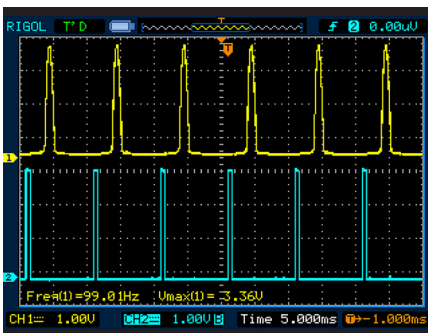 RIGOL T'D T f 2 0.00uV
T
1
2
Freq(1)=99.01Hz Vmax(1)= 3.36V
CH1 1.00V CH2 1.00V B Time 5.000ms T→-1.000ms